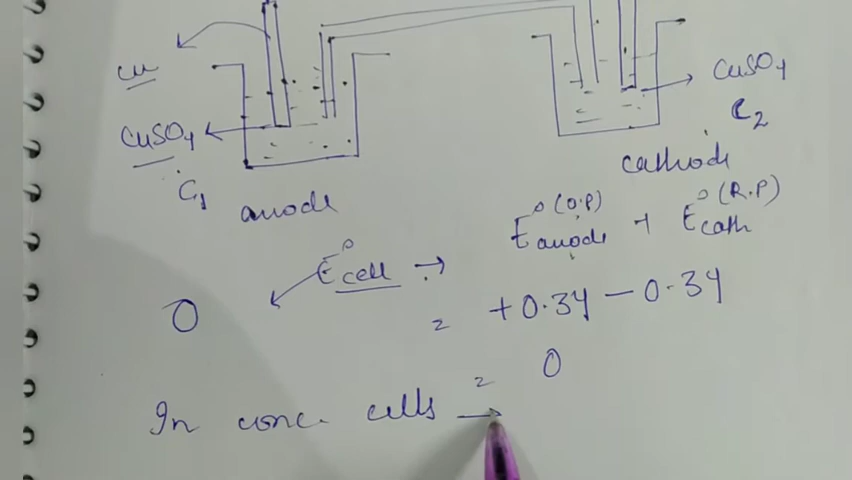 Cu
CuSO4
C1
anode
CuSO4
C2
cathode
E°cell → E°(O.P)anode + E°(R.P)cath
0
= +0.34 - 0.34
= 0
In conc. cells →